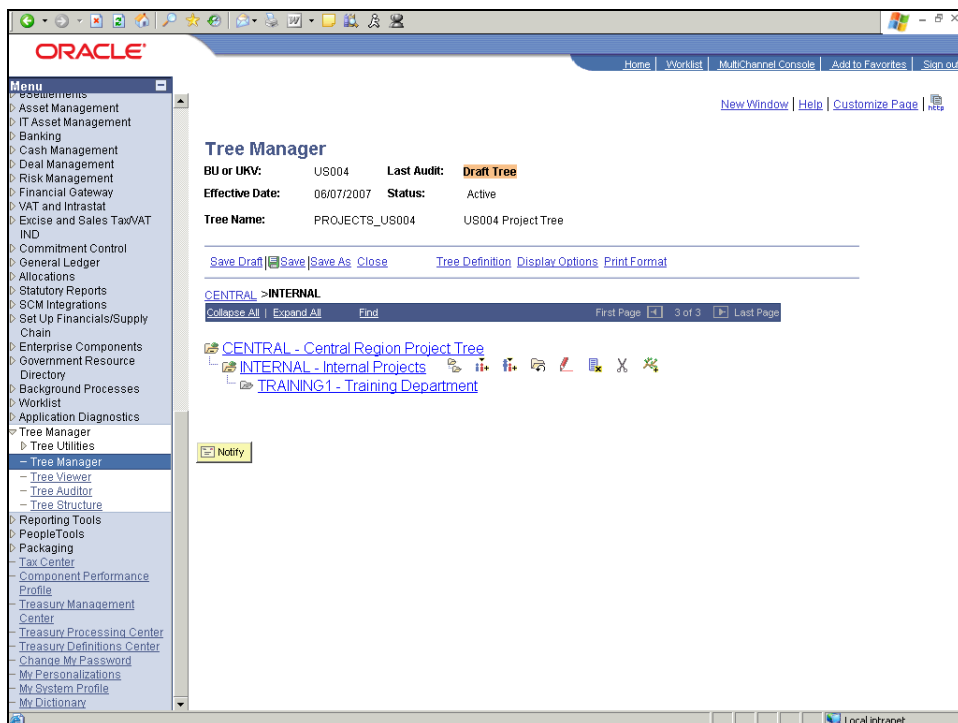 ORACLE
Home | Worklist | MultiChannel Console | Add to Favorites | Sign out
Menu
New Window | Help | Customize Page | http
eSettlements
Asset Management
IT Asset Management
Banking
Cash Management
Deal Management
Risk Management
Financial Gateway
VAT and Intrastat
Excise and Sales Tax/VAT
IND
Commitment Control
General Ledger
Allocations
Statutory Reports
SCM Integrations
Set Up Financials/Supply
Chain
Enterprise Components
Government Resource
Directory
Background Processes
Worklist
Application Diagnostics
Tree Manager
Tree Utilities
Tree Manager
Tree Viewer
Tree Auditor
Tree Structure
Reporting Tools
PeopleTools
Packaging
Tax Center
Component Performance
Profile
Treasury Management
Center
Treasury Processing Center
Treasury Definitions Center
Change My Password
My Personalizations
My System Profile
My Dictionary
Tree Manager
BU or UKV: US004 Last Audit: Draft Tree
Effective Date: 06/07/2007 Status: Active
Tree Name: PROJECTS_US004 US004 Project Tree
Save Draft | Save | Save As Close Tree Definition Display Options Print Format
CENTRAL >INTERNAL
Collapse All | Expand All Find First Page 3 of 3 Last Page
CENTRAL - Central Region Project Tree
INTERNAL - Internal Projects
TRAINING1 - Training Department
Notify
Local intranet